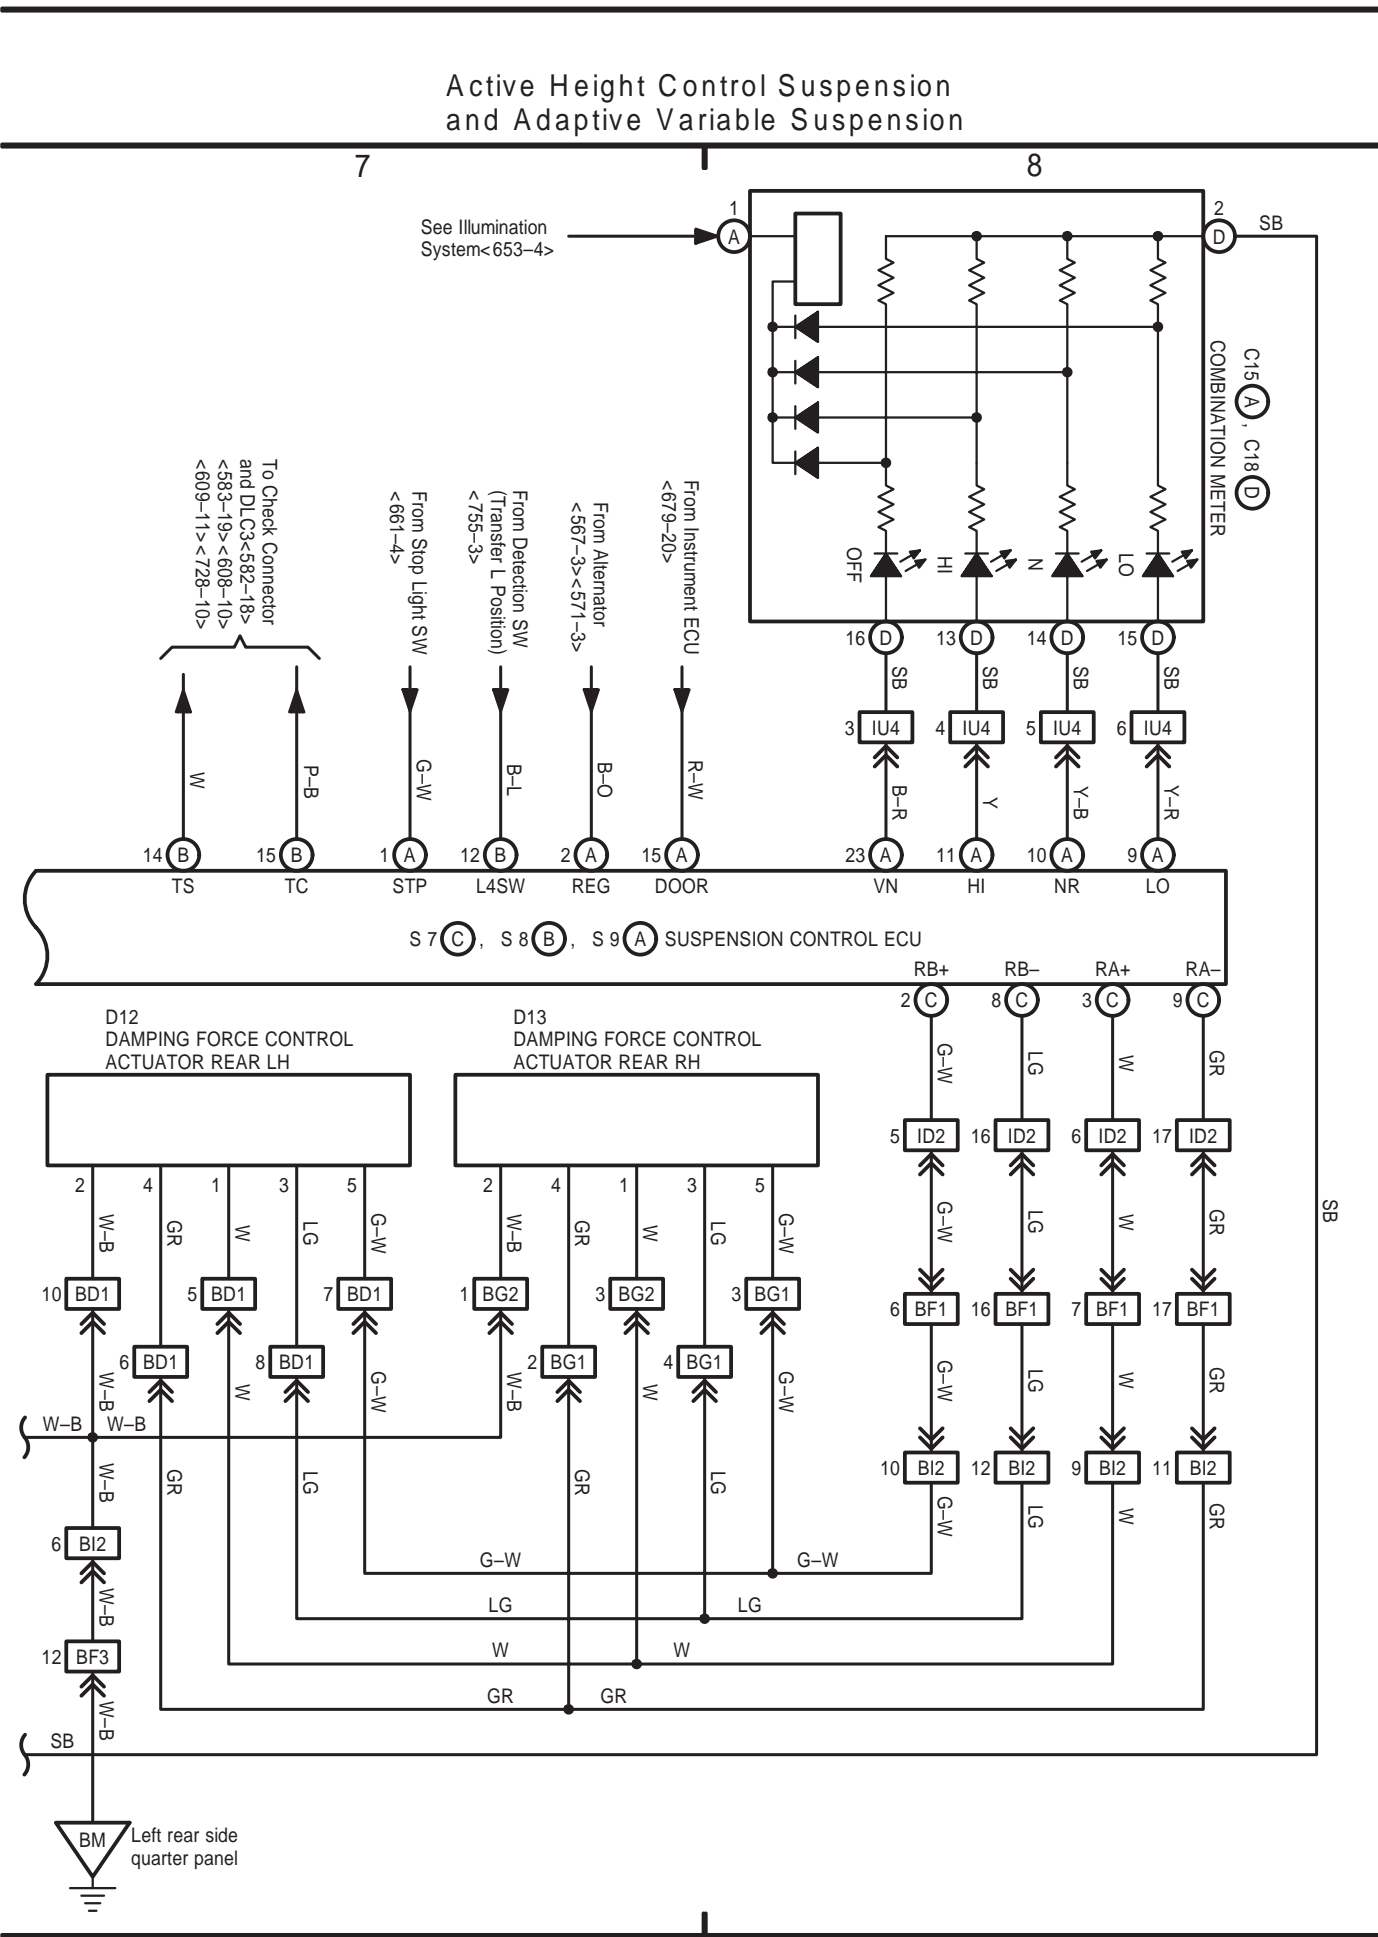 Active Height Control Suspension
and Adaptive Variable Suspension
7
8
See Illumination
System<653–4>
1
A
2
D
SB
C15 A , C18 D
COMBINATION METER
OFF
HI
N
LO
16 D
13 D
14 D
15 D
SB
SB
SB
SB
3 IU4
4 IU4
5 IU4
6 IU4
B–R
Y
Y–B
Y–R
To Check Connector
and DLC3<582–18>
<583–19><608–10>
<609–11><728–10>
From Stop Light SW
<661–4>
From Detection SW
(Transfer L Position)
<755–3>
From Alternator
<567–3><571–3>
From Instrument ECU
<679–20>
W
P–B
G–W
B–L
B–O
R–W
14 B
15 B
1 A
12 B
2 A
15 A
23 A
11 A
10 A
9 A
TS
TC
STP
L4SW
REG
DOOR
VN
HI
NR
LO
S 7 C , S 8 B , S 9 A SUSPENSION CONTROL ECU
RB+
RB–
RA+
RA–
2 C
8 C
3 C
9 C
D12
DAMPING FORCE CONTROL
ACTUATOR REAR LH
D13
DAMPING FORCE CONTROL
ACTUATOR REAR RH
G–W
LG
W
GR
5 ID2
16 ID2
6 ID2
17 ID2
2
4
1
3
5
2
4
1
3
5
W–B
GR
W
LG
G–W
W–B
GR
W
LG
G–W
G–W
LG
W
GR
SB
10 BD1
5 BD1
7 BD1
1 BG2
3 BG2
3 BG1
6 BF1
16 BF1
7 BF1
17 BF1
6 BD1
8 BD1
2 BG1
4 BG1
W–B
W
G–W
W–B
W
G–W
G–W
LG
W
GR
W–B
W–B
10 BI2
12 BI2
9 BI2
11 BI2
W–B
GR
LG
GR
LG
G–W
LG
W
GR
6 BI2
G–W
G–W
W–B
LG
LG
12 BF3
W
W
GR
GR
W–B
SB
BM
Left rear side
quarter panel